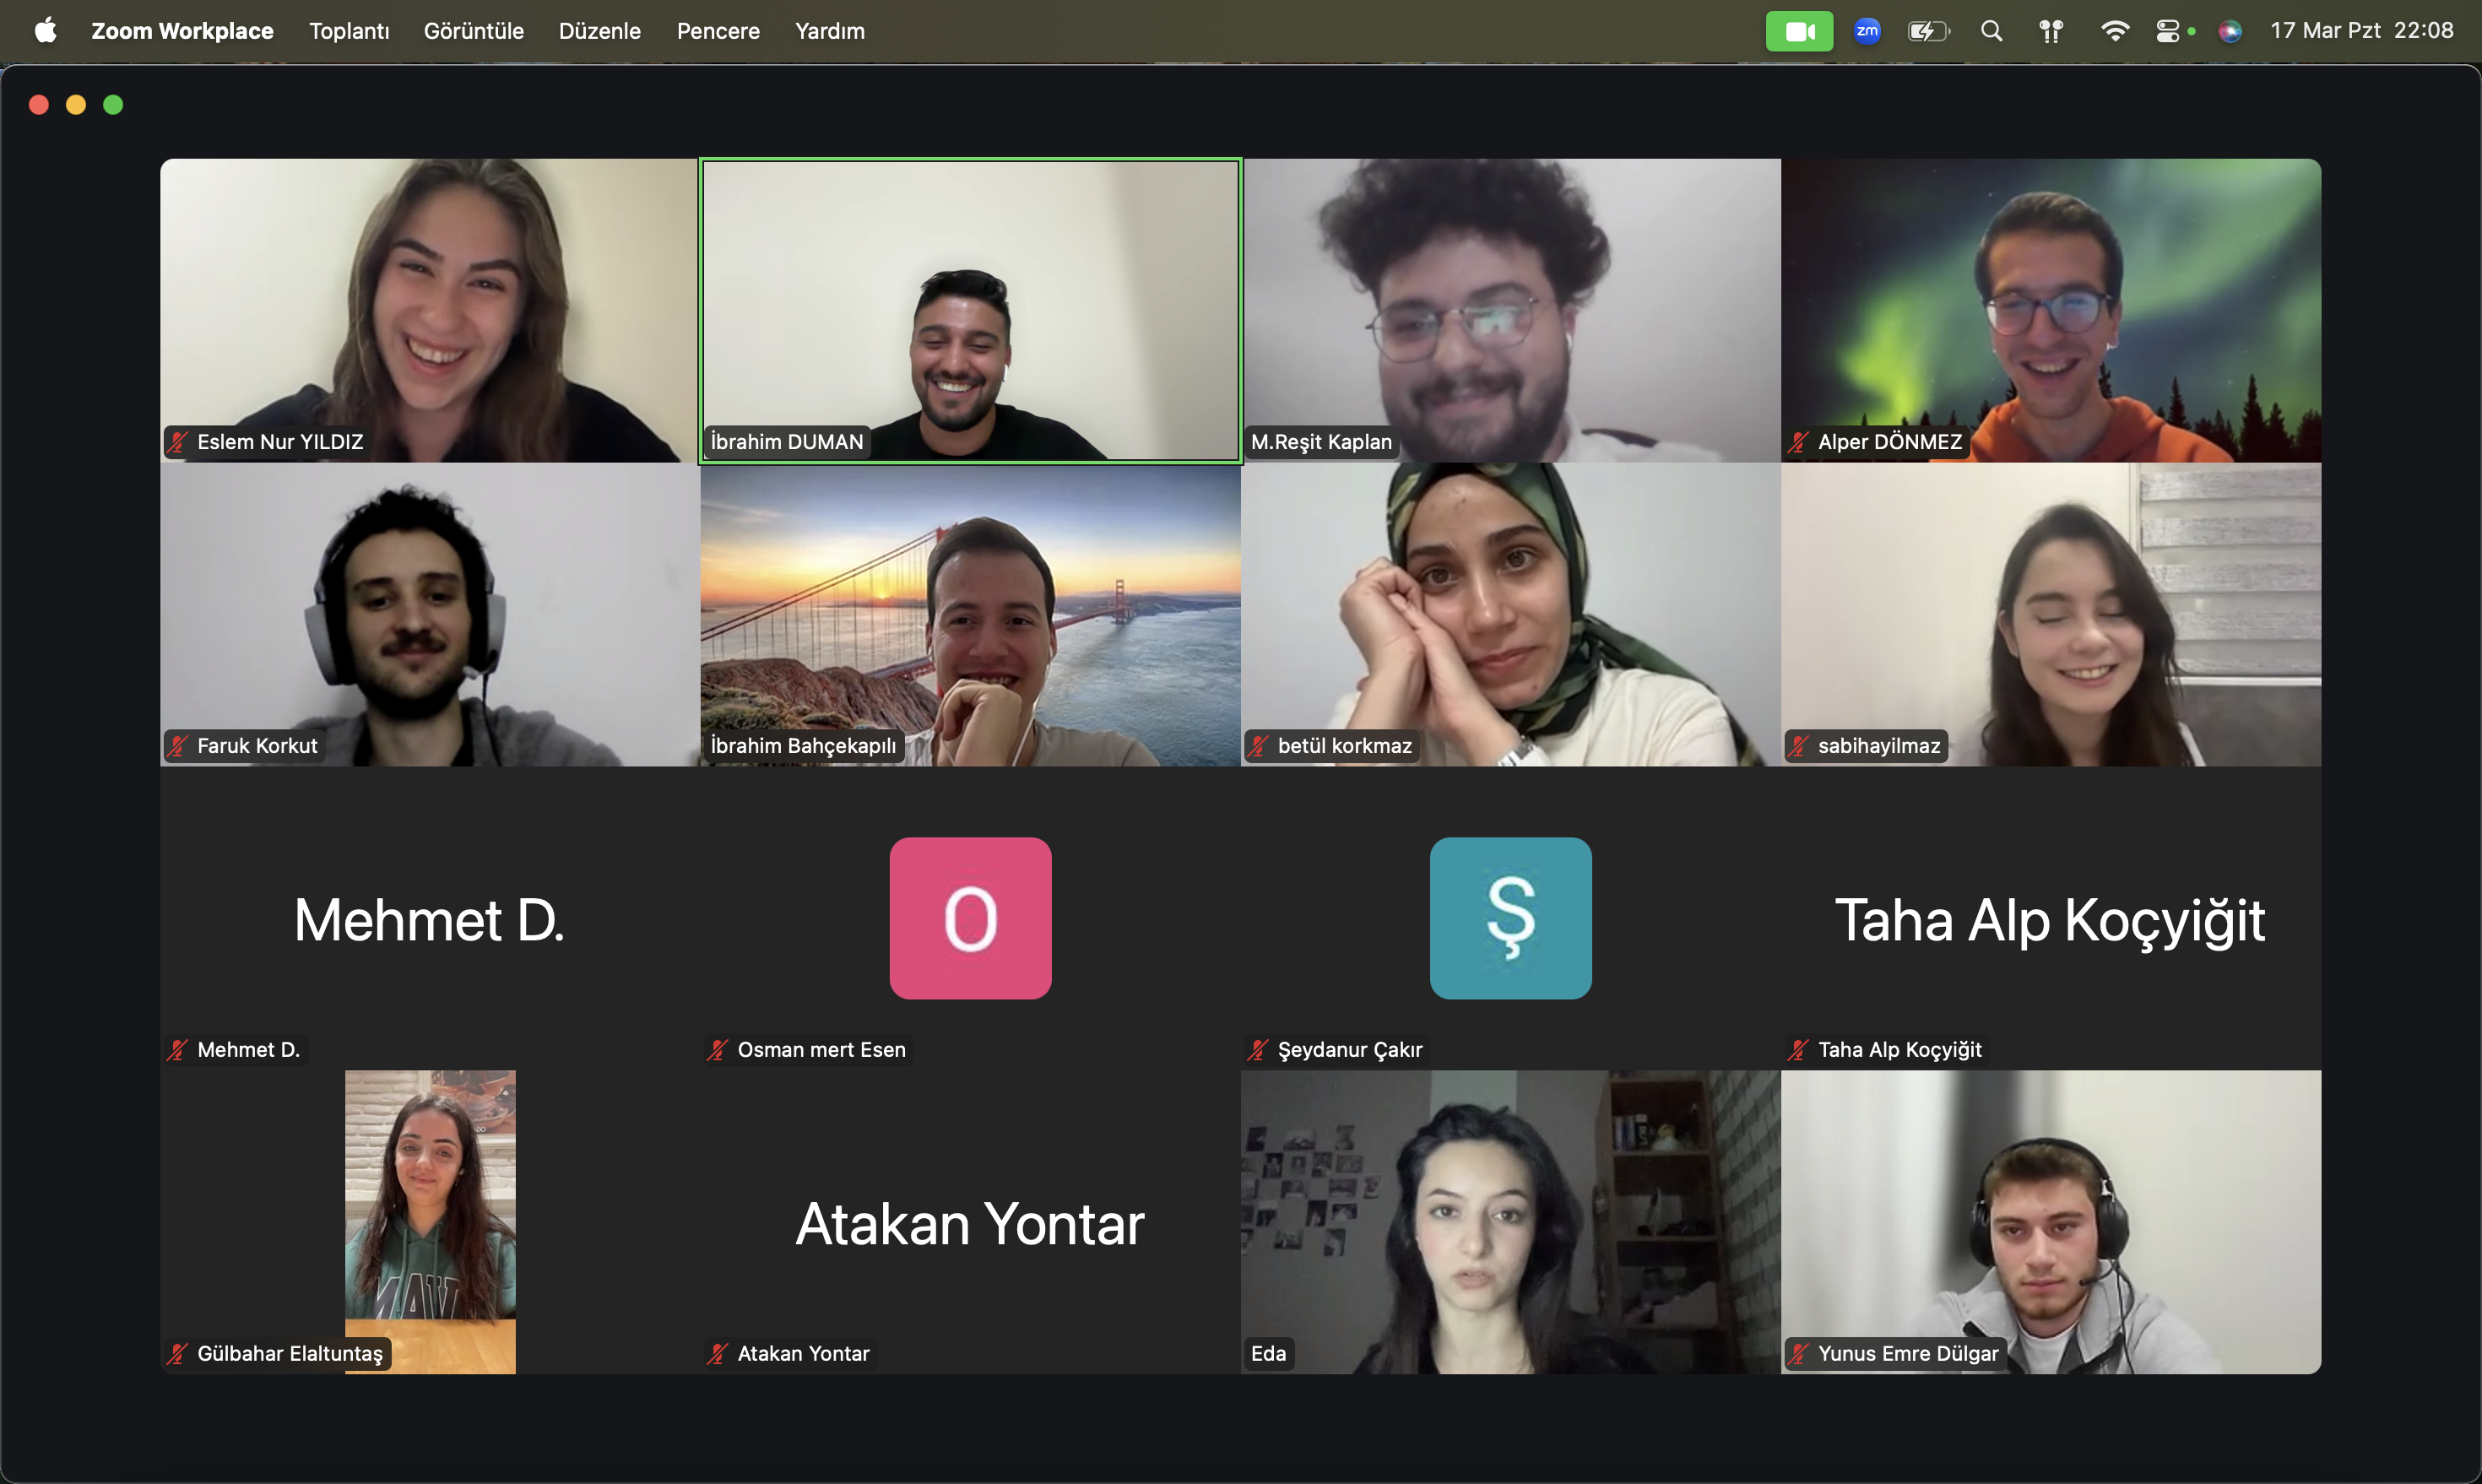 Zoom Workplace Toplantı Görüntüle Düzenle Pencere Yardım zm 17 Mar Pzt 22:08
Eslem Nur YILDIZ
İbrahim DUMAN
M.Reşit Kaplan
Alper DÖNMEZ
Faruk Korkut
İbrahim Bahçekapılı
betül korkmaz
sabihayilmaz
Mehmet D.
O
Ş
Taha Alp Koçyiğit
Mehmet D.
Osman mert Esen
Şeydanur Çakır
Taha Alp Koçyiğit
Atakan Yontar
Gülbahar Elaltuntaş
Atakan Yontar
Eda
Yunus Emre Dülgar